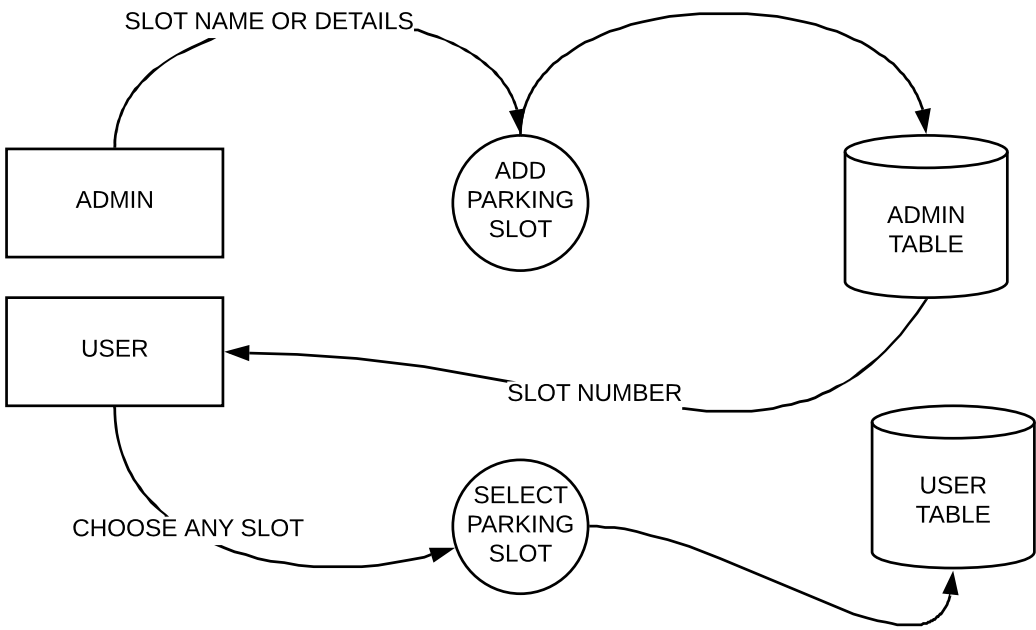 SLOT NAME OR DETAILS
ADMIN
ADD
PARKING
SLOT
ADMIN
TABLE
USER
SLOT NUMBER
CHOOSE ANY SLOT
SELECT
PARKING
SLOT
USER
TABLE